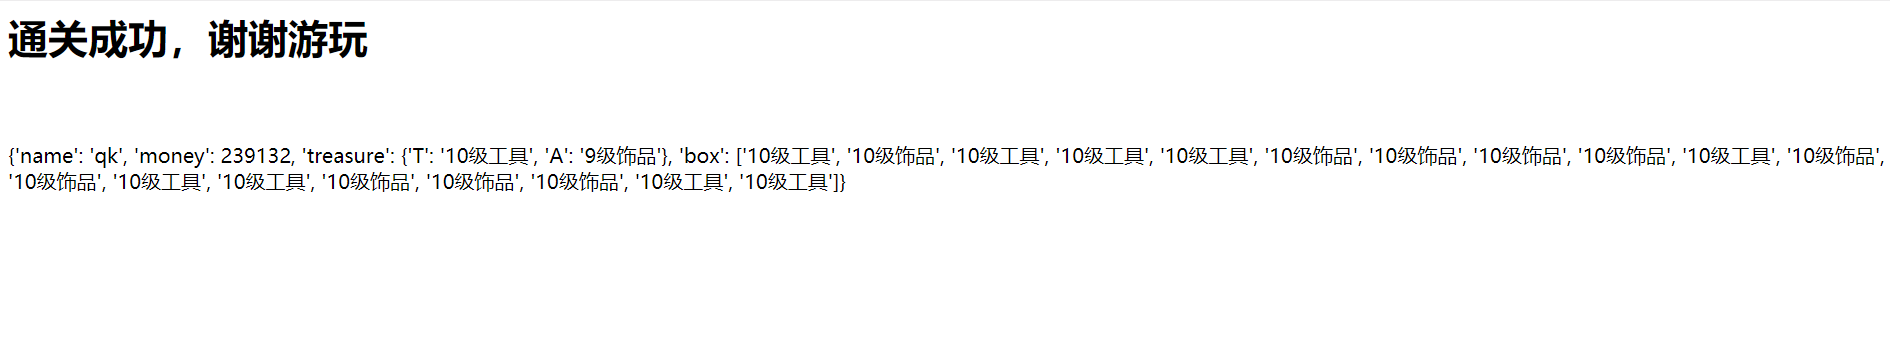 通关成功，谢谢游玩
{'name': 'qk', 'money': 239132, 'treasure': {'T': '10级工具', 'A': '9级饰品'}, 'box': ['10级工具', '10级饰品', '10级工具', '10级工具', '10级工具', '10级饰品', '10级饰品', '10级饰品', '10级饰品', '10级工具', '10级饰品',
'10级饰品', '10级工具', '10级工具', '10级饰品', '10级饰品', '10级饰品', '10级工具', '10级工具']}